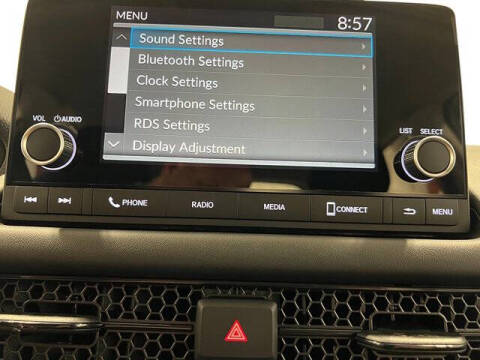 MENU 8:57
Sound Settings
Bluetooth Settings
Clock Settings
Smartphone Settings
RDS Settings
Display Adjustment
VOL AUDIO
LIST SELECT
PHONE RADIO MEDIA CONNECT MENU